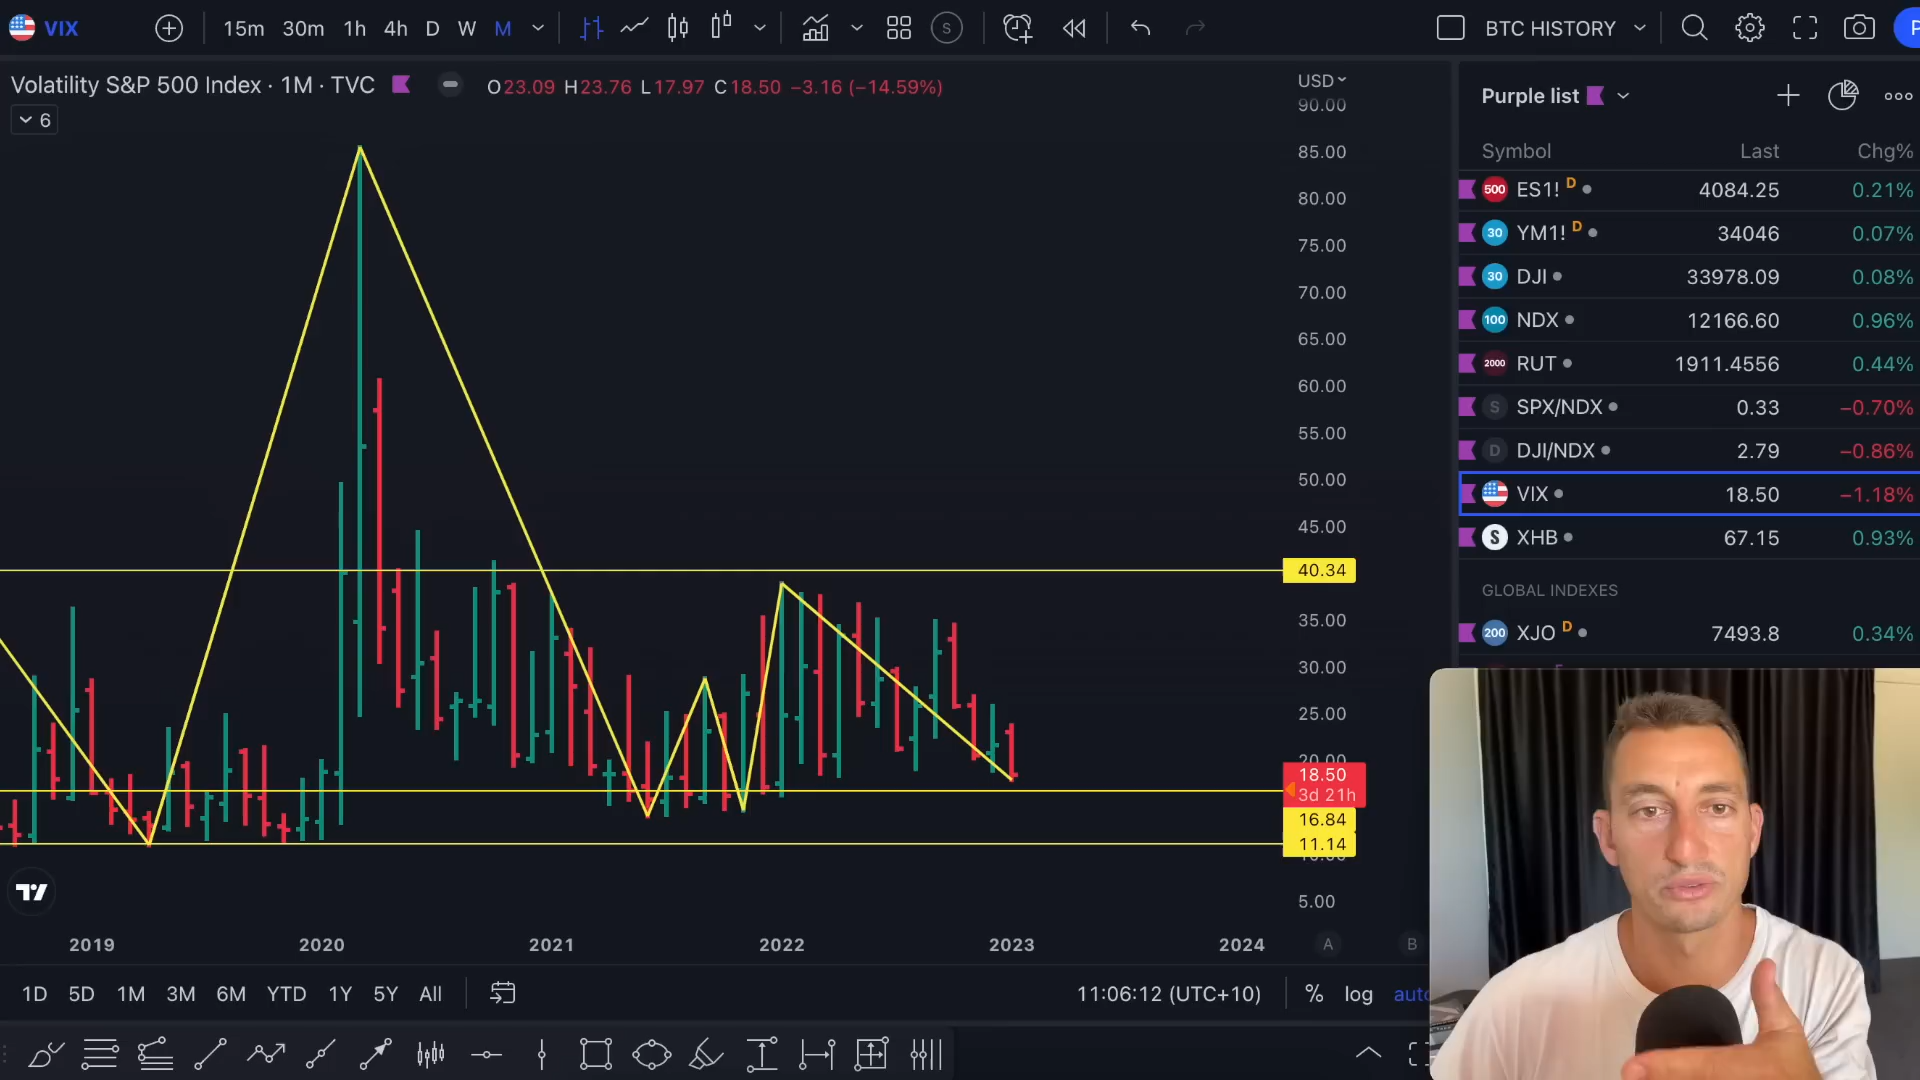 VIX
15m 30m 1h 4h D W M
BTC HISTORY
P
Volatility S&P 500 Index · 1M · TVC
O23.09 H23.76 L17.97 C18.50 −3.16 (−14.59%)
6
USD
90.00
85.00
80.00
75.00
70.00
65.00
60.00
55.00
50.00
45.00
40.34
35.00
30.00
25.00
20.00
18.50
3d 21h
16.84
11.14
10.00
5.00
2019 2020 2021 2022 2023 2024
A B
1D 5D 1M 3M 6M YTD 1Y 5Y All
11:06:12 (UTC+10) % log auto
Purple list
Symbol Last Chg%
500 ES1! D 4084.25 0.21%
30 YM1! D 34046 0.07%
30 DJI 33978.09 0.08%
100 NDX 12166.60 0.96%
2000 RUT 1911.4556 0.44%
S SPX/NDX 0.33 −0.70%
D DJI/NDX 2.79 −0.86%
VIX 18.50 −1.18%
S XHB 67.15 0.93%
GLOBAL INDEXES
200 XJO D 7493.8 0.34%